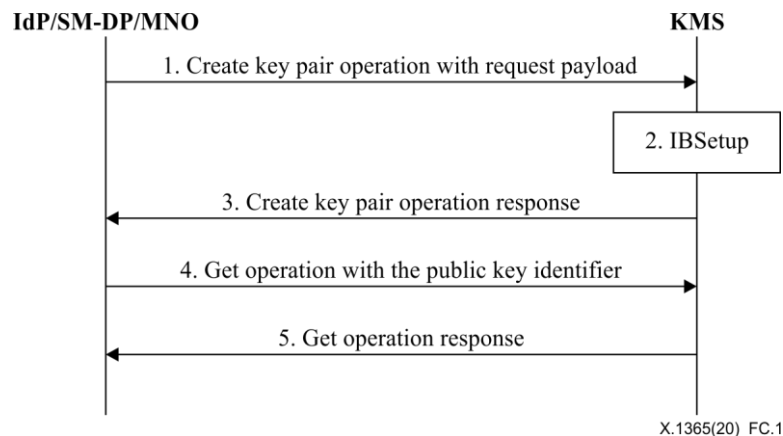 IdP/SM-DP/MNO
KMS
1. Create key pair operation with request payload
2. IBSetup
3. Create key pair operation response
4. Get operation with the public key identifier
5. Get operation response
X.1365(20)_FC.1